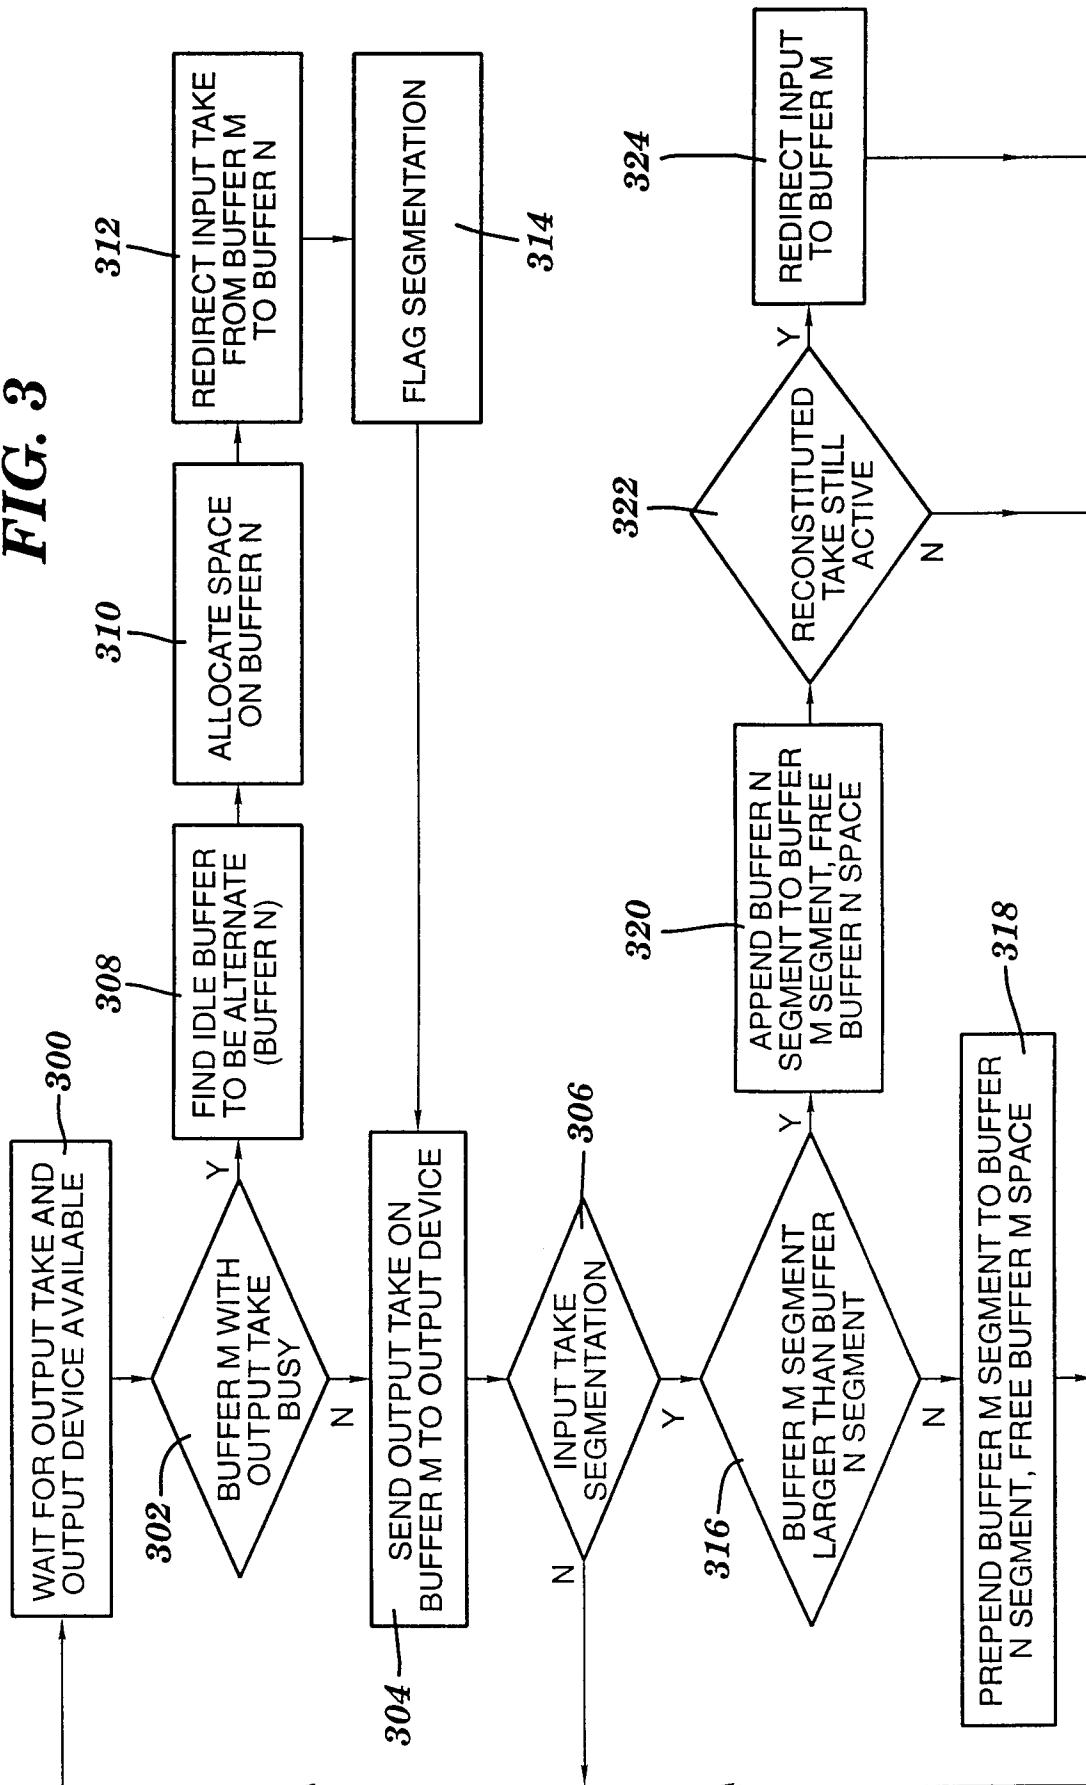 FIG. 3
WAIT FOR OUTPUT TAKE AND
OUTPUT DEVICE AVAILABLE
300
BUFFER M WITH
OUTPUT TAKE
BUSY
302
Y
N
FIND IDLE BUFFER
TO BE ALTERNATE
(BUFFER N)
308
ALLOCATE SPACE
ON BUFFER N
310
REDIRECT INPUT TAKE
FROM BUFFER M
TO BUFFER N
312
FLAG SEGMENTATION
314
SEND OUTPUT TAKE ON
BUFFER M TO OUTPUT DEVICE
304
INPUT TAKE
SEGMENTATION
306
N
Y
BUFFER M SEGMENT
LARGER THAN BUFFER
N SEGMENT
316
Y
N
APPEND BUFFER N
SEGMENT TO BUFFER
M SEGMENT, FREE
BUFFER N SPACE
320
RECONSTITUTED
TAKE STILL
ACTIVE
322
Y
N
REDIRECT INPUT
TO BUFFER M
324
PREPEND BUFFER M SEGMENT TO BUFFER
N SEGMENT, FREE BUFFER M SPACE
318